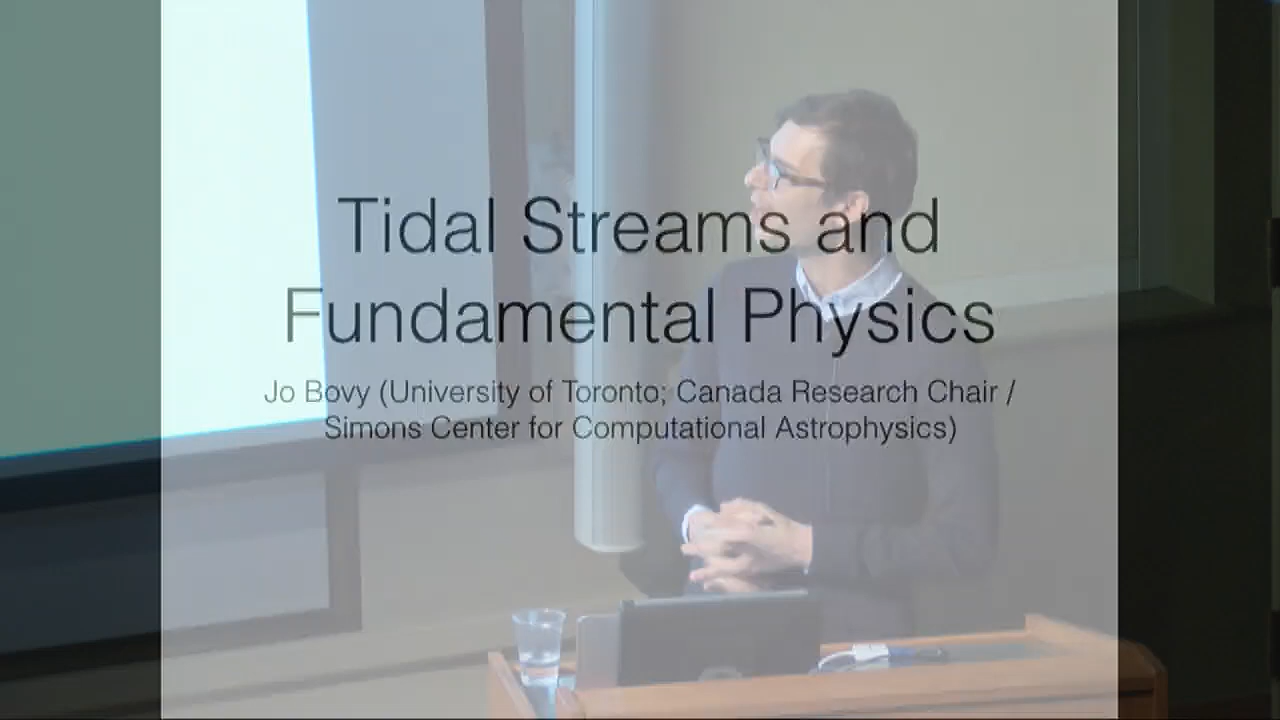 Tidal Streams and
Fundamental Physics
Jo Bovy (University of Toronto; Canada Research Chair /
Simons Center for Computational Astrophysics)